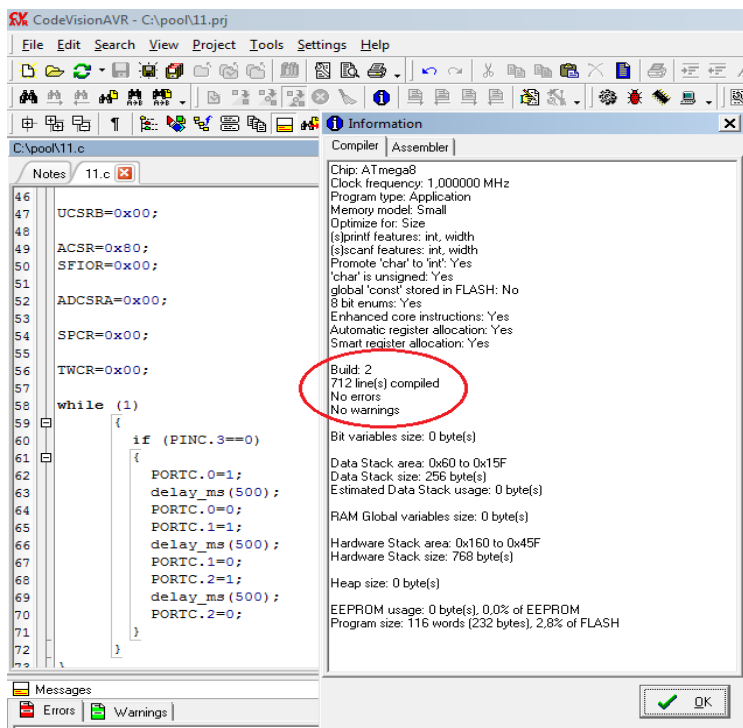 CodeVisionAVR - C:\pool\11.prj
File Edit Search View Project Tools Settings Help
C:\pool\11.c
Notes 11.c
46
47 UCSRB=0x00;
48
49 ACSR=0x80;
50 SFIOR=0x00;
51
52 ADCSRA=0x00;
53
54 SPCR=0x00;
55
56 TWCR=0x00;
57
58 while (1)
59 {
60 if (PINC.3==0)
61 {
62 PORTC.0=1;
63 delay_ms(500);
64 PORTC.0=0;
65 PORTC.1=1;
66 delay_ms(500);
67 PORTC.1=0;
68 PORTC.2=1;
69 delay_ms(500);
70 PORTC.2=0;
71 }
72 }
Messages
Errors Warnings
Information
Compiler Assembler
Chip: ATmega8
Clock frequency: 1,000000 MHz
Program type: Application
Memory model: Small
Optimize for: Size
(s)printf features: int, width
(s)scanf features: int, width
Promote 'char' to 'int': Yes
'char' is unsigned: Yes
global 'const' stored in FLASH: No
8 bit enums: Yes
Enhanced core instructions: Yes
Automatic register allocation: Yes
Smart register allocation: Yes
Build: 2
712 line(s) compiled
No errors
No warnings
Bit variables size: 0 byte(s)
Data Stack area: 0x60 to 0x15F
Data Stack size: 256 byte(s)
Estimated Data Stack usage: 0 byte(s)
RAM Global variables size: 0 byte(s)
Hardware Stack area: 0x160 to 0x45F
Hardware Stack size: 768 byte(s)
Heap size: 0 byte(s)
EEPROM usage: 0 byte(s), 0,0% of EEPROM
Program size: 116 words (232 bytes), 2,8% of FLASH
OK